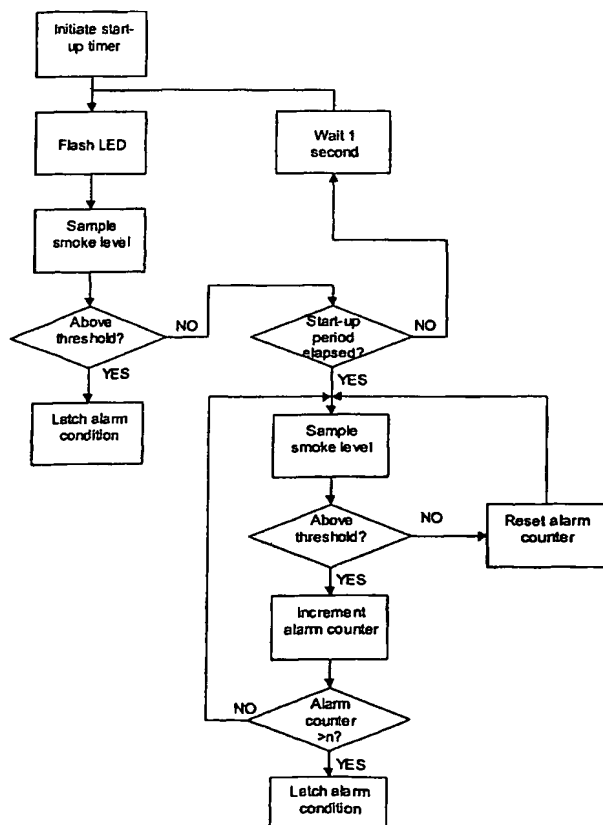 Initiate start-
up timer
Flash LED
Wait 1
second
Sample
smoke level
Above
threshold?
NO
Start-up
period
elapsed?
NO
YES
YES
Latch alarm
condition
Sample
smoke level
Above
threshold?
NO
Reset alarm
counter
YES
Increment
alarm counter
NO
Alarm
counter
>n?
YES
Latch alarm
condition